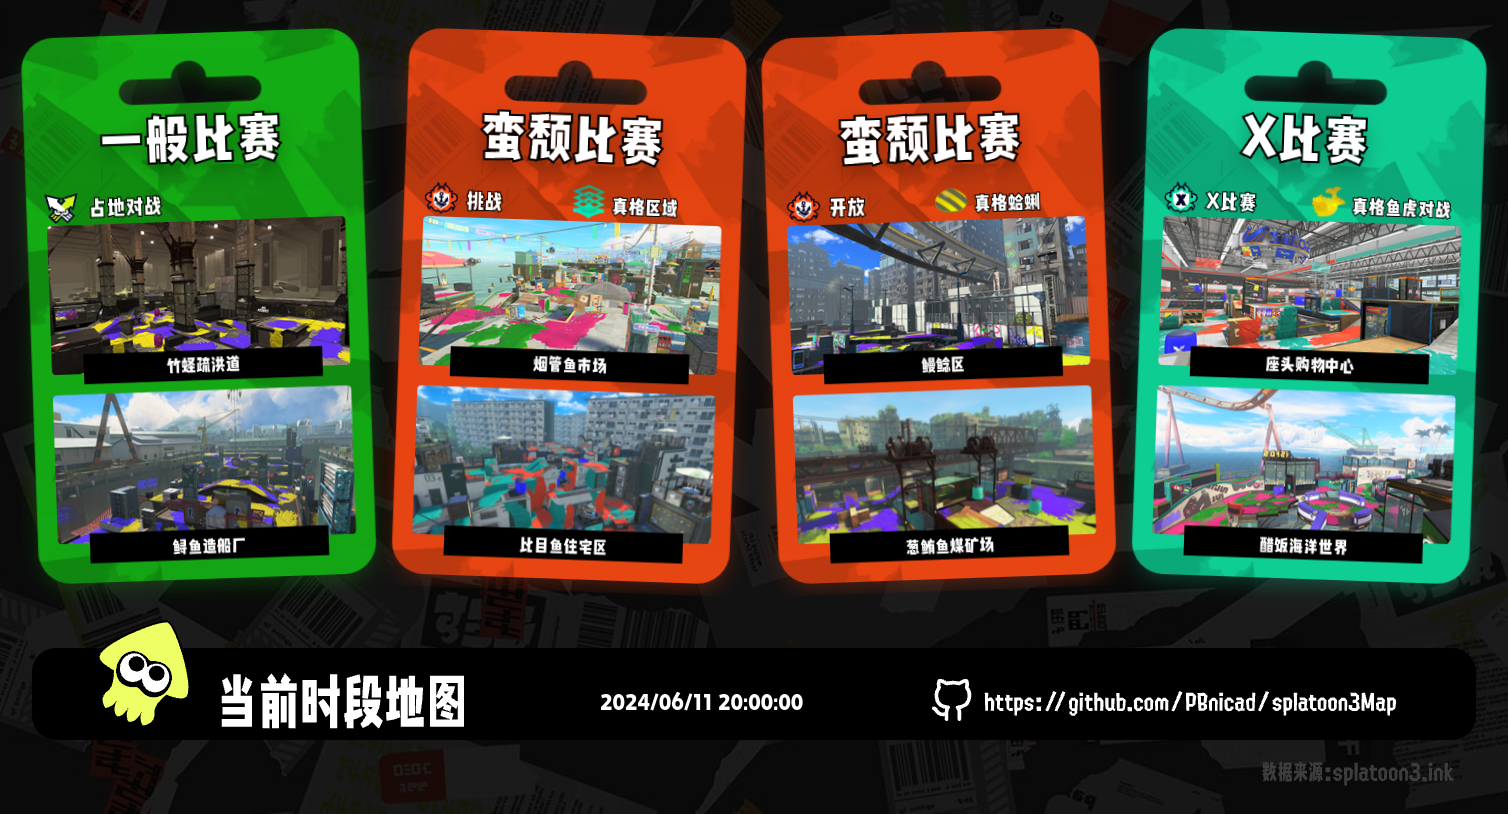 一般比赛
占地对战
竹蛏疏洪道
鲟鱼造船厂
蛮颓比赛
挑战
真格区域
烟管鱼市场
比目鱼住宅区
蛮颓比赛
开放
真格蛤蜊
鳗鲶区
葱鲔鱼煤矿场
X比赛
X比赛
真格鱼虎对战
座头购物中心
醋饭海洋世界
当前时段地图
2024/06/11 20:00:00
https://github.com/PBnicad/splatoon3Map
数据来源:splatoon3.ink